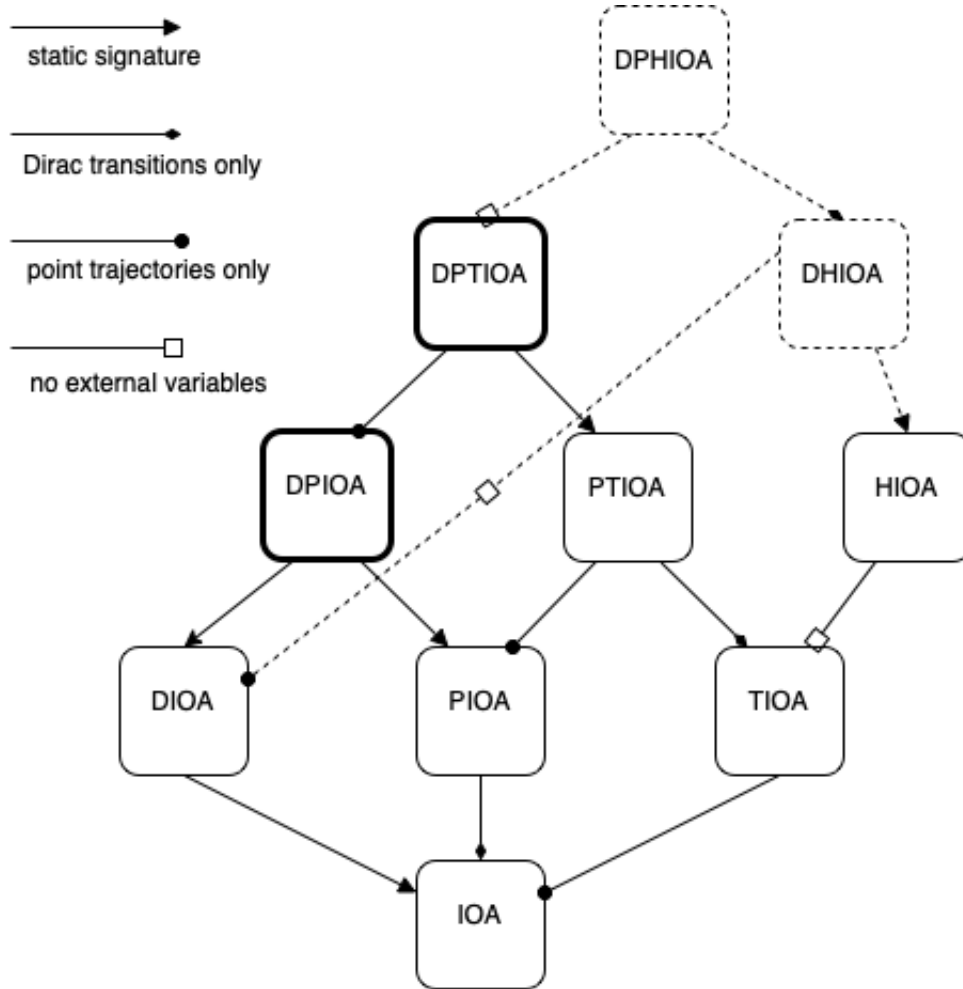 static signature
Dirac transitions only
point trajectories only
no external variables
DPHIOA
DPTIOA
DHIOA
DPIOA
PTIOA
HIOA
DIOA
PIOA
TIOA
IOA